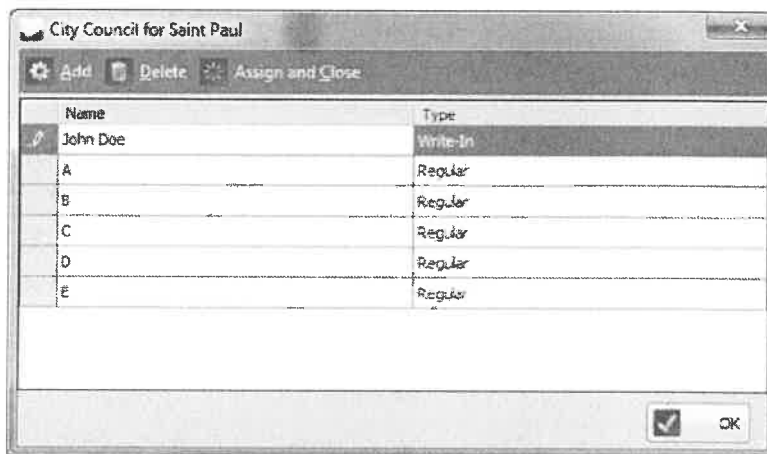 City Council for Saint Paul
Add Delete Assign and Close
Name Type
John Doe Write-In
A Regular
B Regular
C Regular
D Regular
E Regular
OK